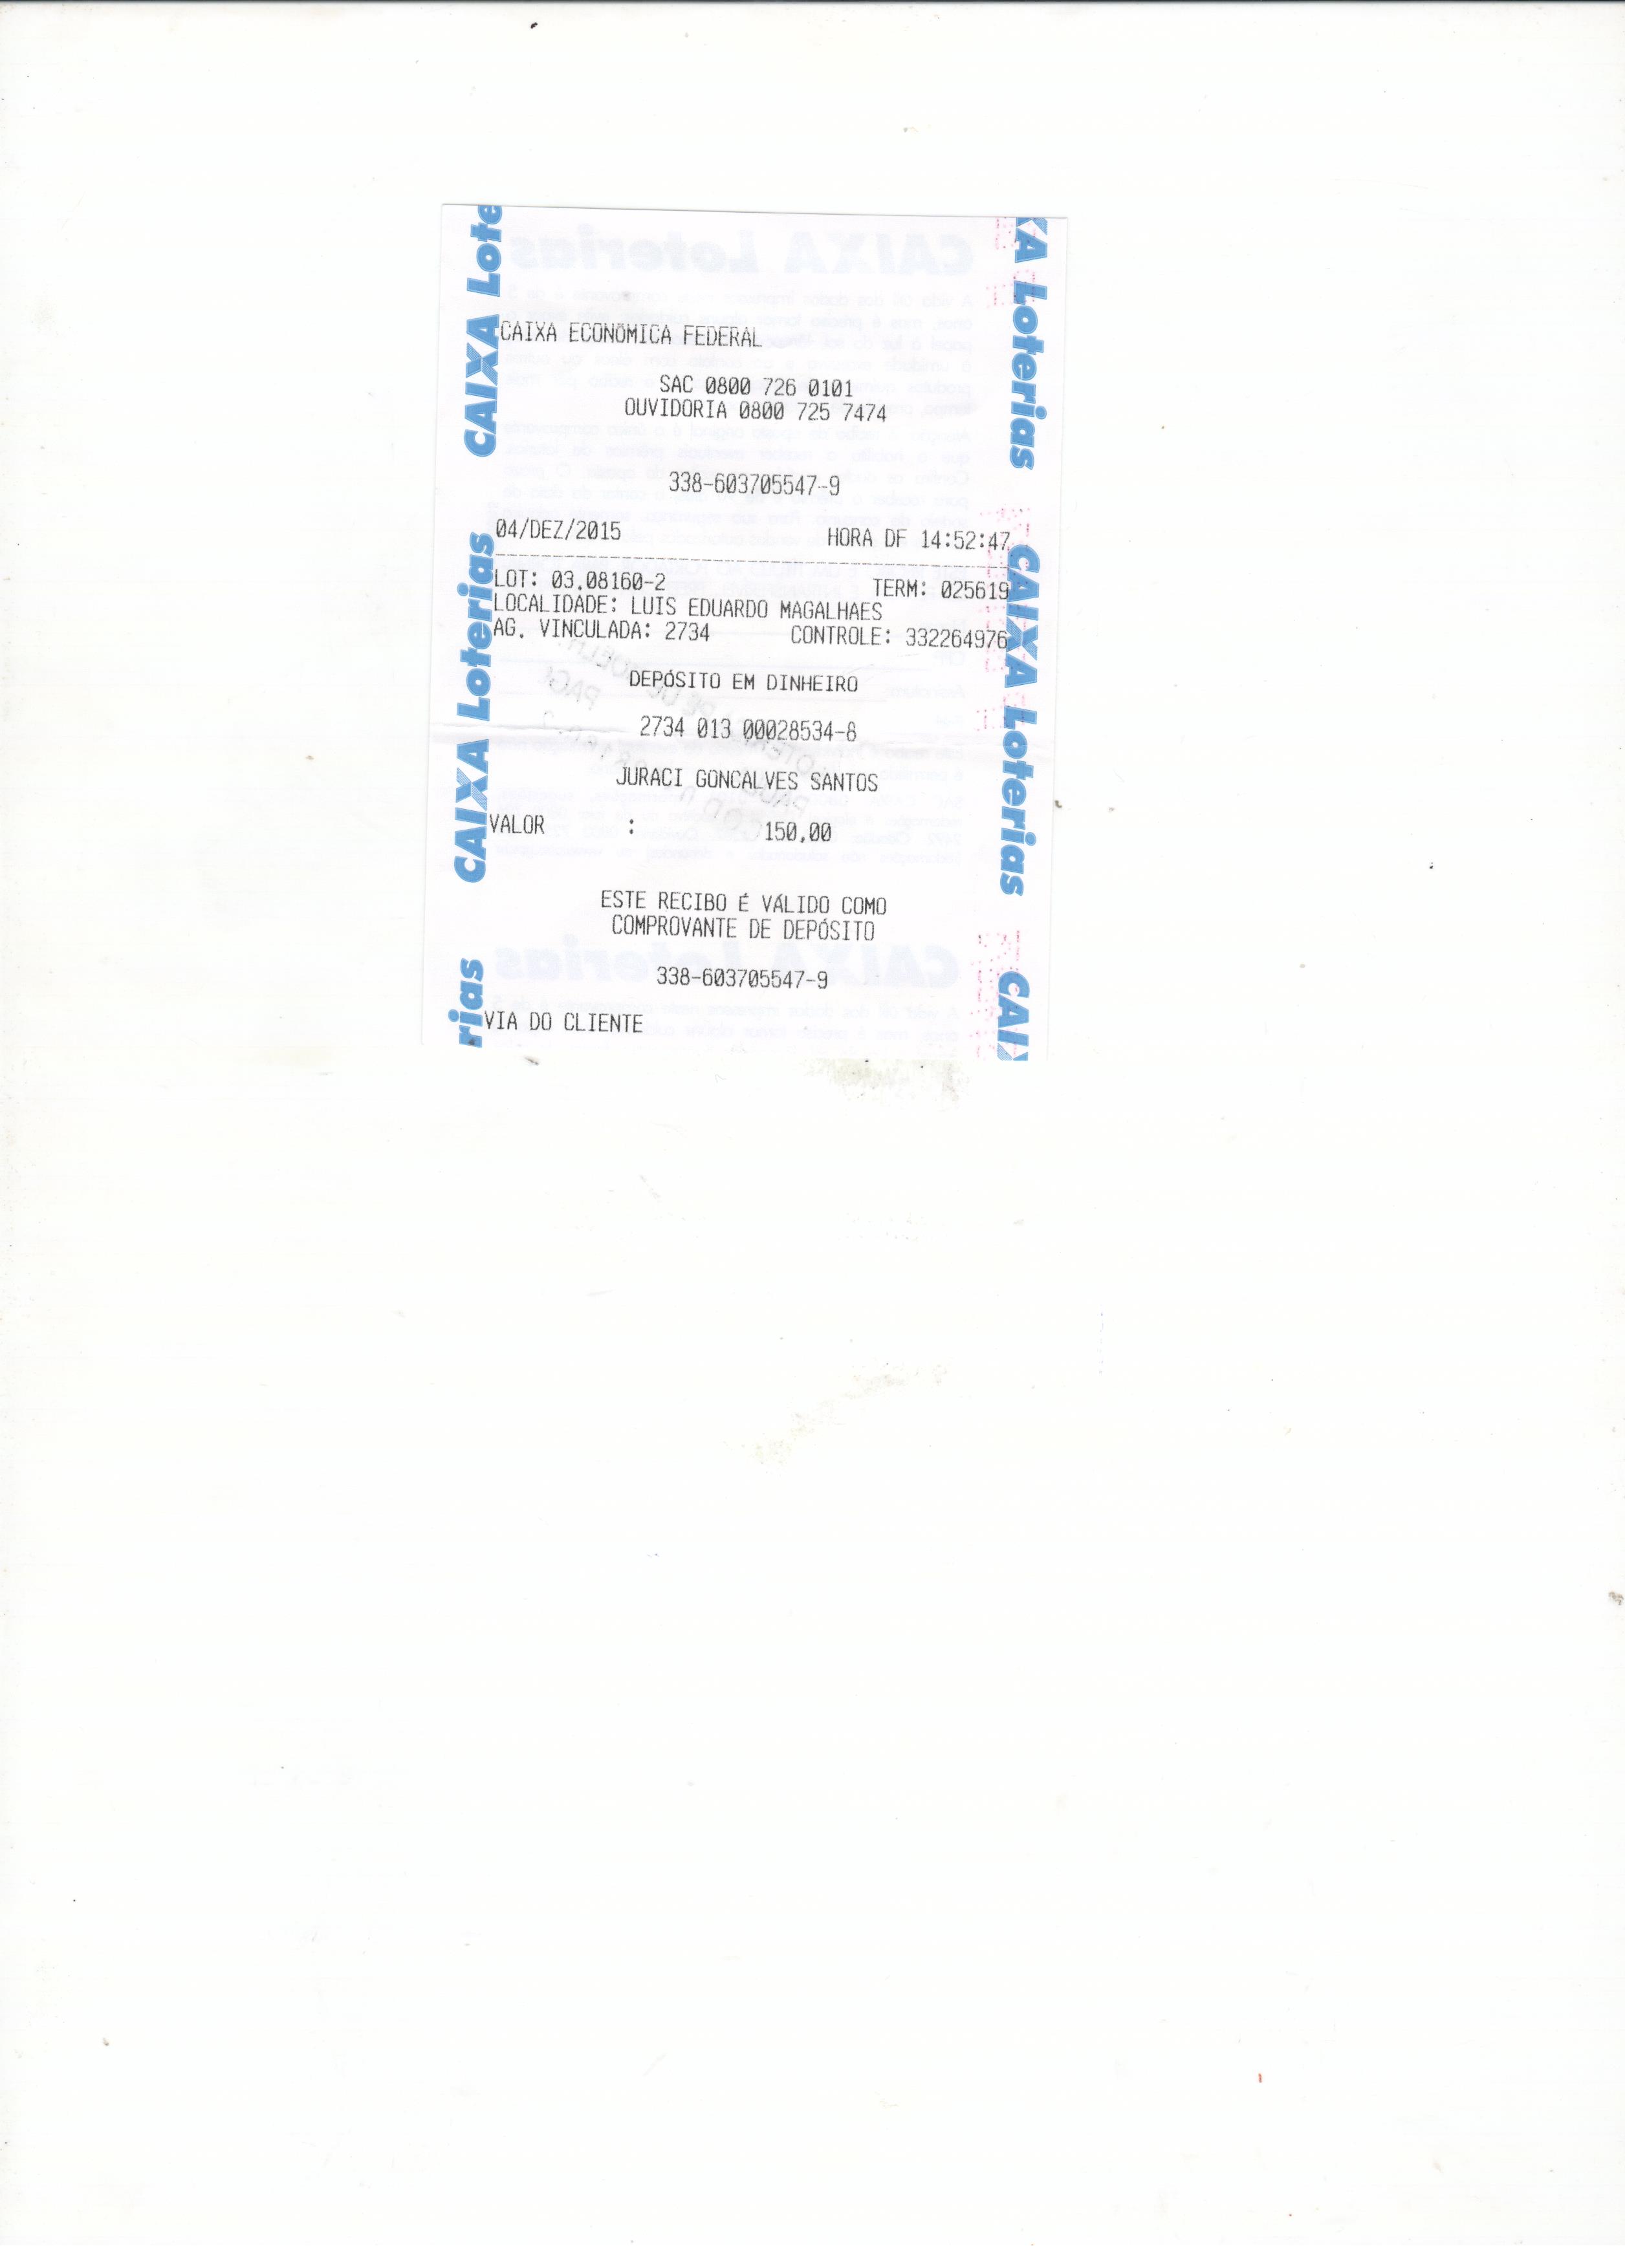 CAIXA Loterias
CAIXA ECONÔMICA FEDERAL
SAC 0800 726 0101
OUVIDORIA 0800 725 7474
338-603705547-9
04/DEZ/2015 HORA DF 14:52:47
LOT: 03.08160-2 TERM: 025619
LOCALIDADE: LUIS EDUARDO MAGALHAES
AG. VINCULADA: 2734 CONTROLE: 332264976
DEPÓSITO EM DINHEIRO
2734 013 00028534-8
JURACI GONCALVES SANTOS
VALOR : 150,00
ESTE RECIBO É VÁLIDO COMO
COMPROVANTE DE DEPÓSITO
338-603705547-9
VIA DO CLIENTE